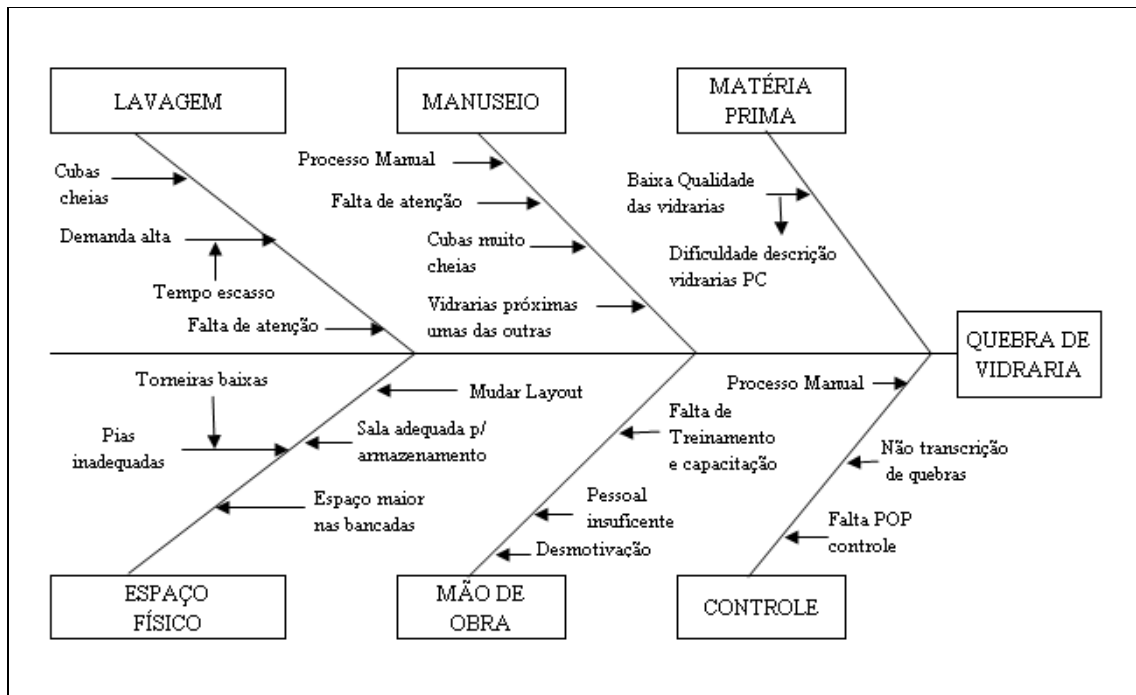 LAVAGEM
MANUSEIO
MATÉRIA
PRIMA
Cubas
cheias
Demanda alta
Tempo escasso
Falta de atenção
Processo Manual
Falta de atenção
Cubas muito
cheias
Vidrarias próximas
umas das outras
Baixa Qualidade
das vidrarias
Dificuldade descrição
vidrarias PC
QUEBRA DE
VIDRARIA
Torneiras baixas
Pias
inadequadas
Mudar Layout
Sala adequada p/
armazenamento
Espaço maior
nas bancadas
Falta de
Treinamento
e capacitação
Pessoal
insuficente
Desmotivação
Processo Manual
Não transcrição
de quebras
Falta POP
controle
ESPAÇO
FÍSICO
MÃO DE
OBRA
CONTROLE